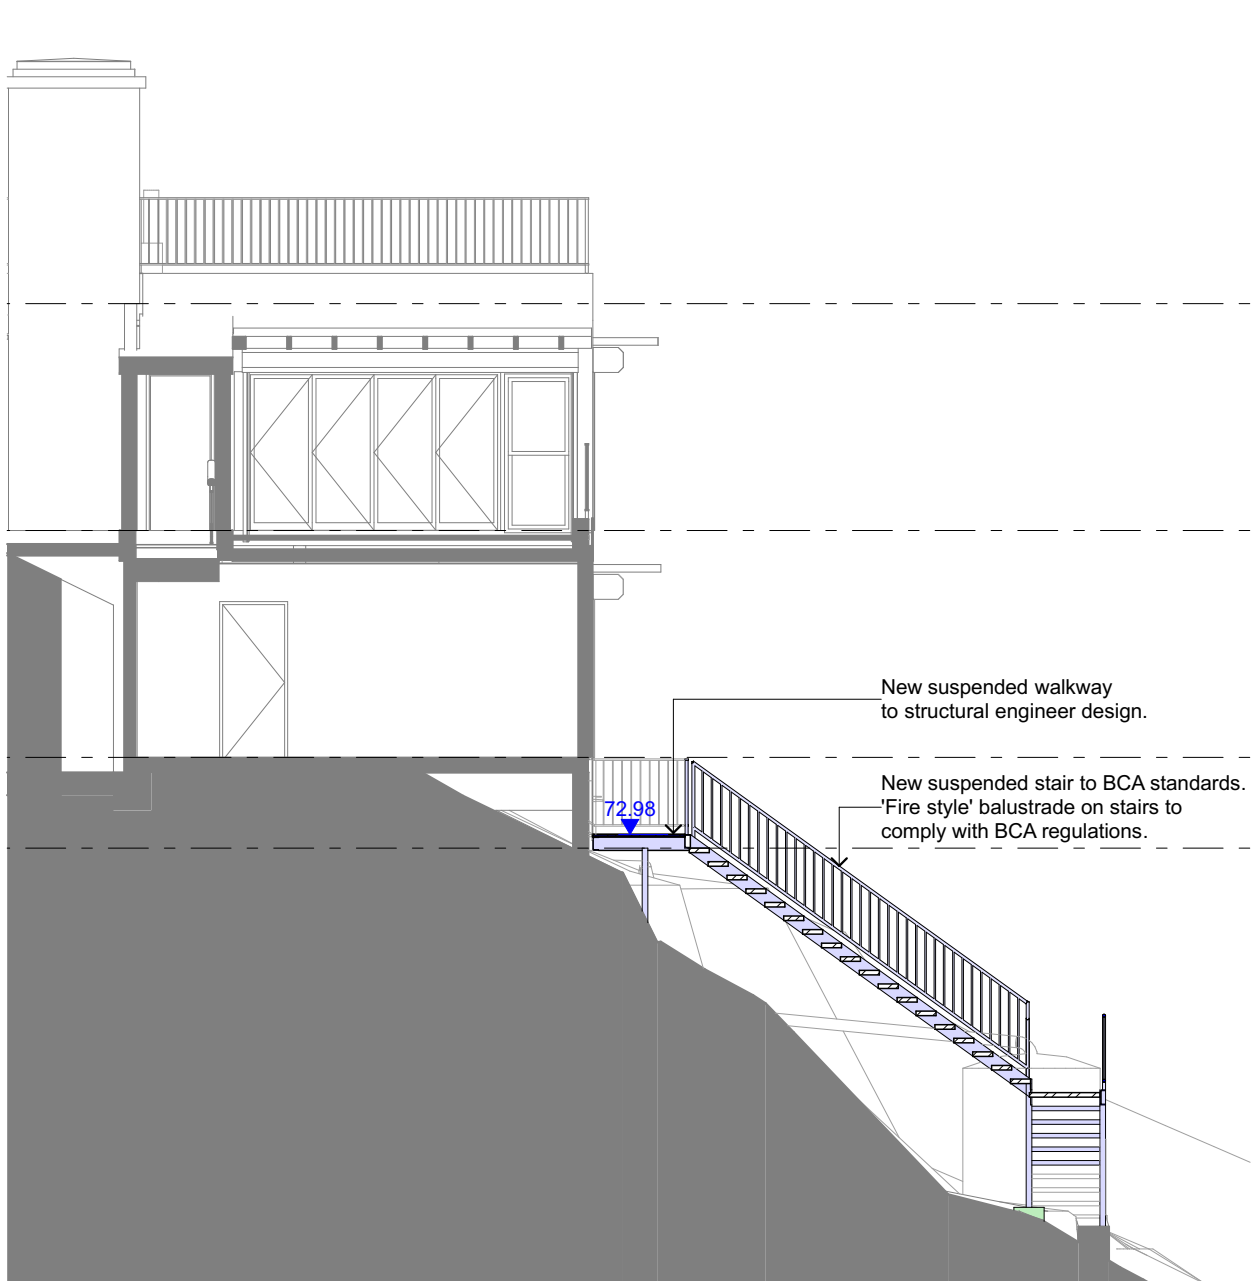 New suspended walkway
to structural engineer design.
New suspended stair to BCA standards.
'Fire style' balustrade on stairs to
comply with BCA regulations.
72.98